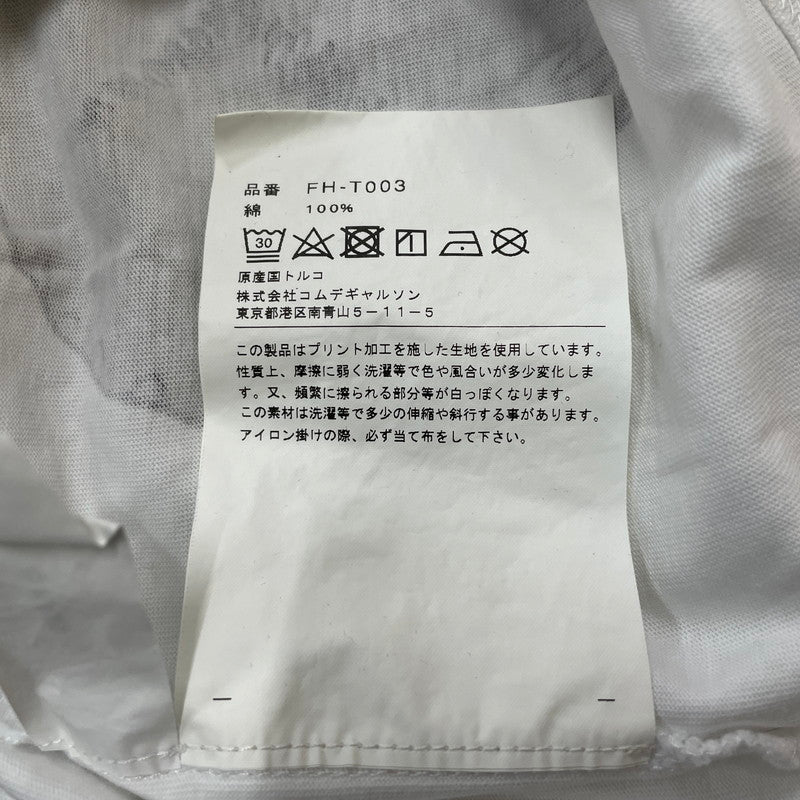 品番 FH-T003
綿 100%
30
原産国トルコ
株式会社コムデギャルソン
東京都港区南青山5-11-5
この製品はプリント加工を施した生地を使用しています。
性質上、摩擦に弱く洗濯等で色や風合いが多少変化しま
す。又、頻繁に擦られる部分等が白っぽくなります。
この素材は洗濯等で多少の伸縮や斜行する事があります。
アイロン掛けの際、必ず当て布をして下さい。